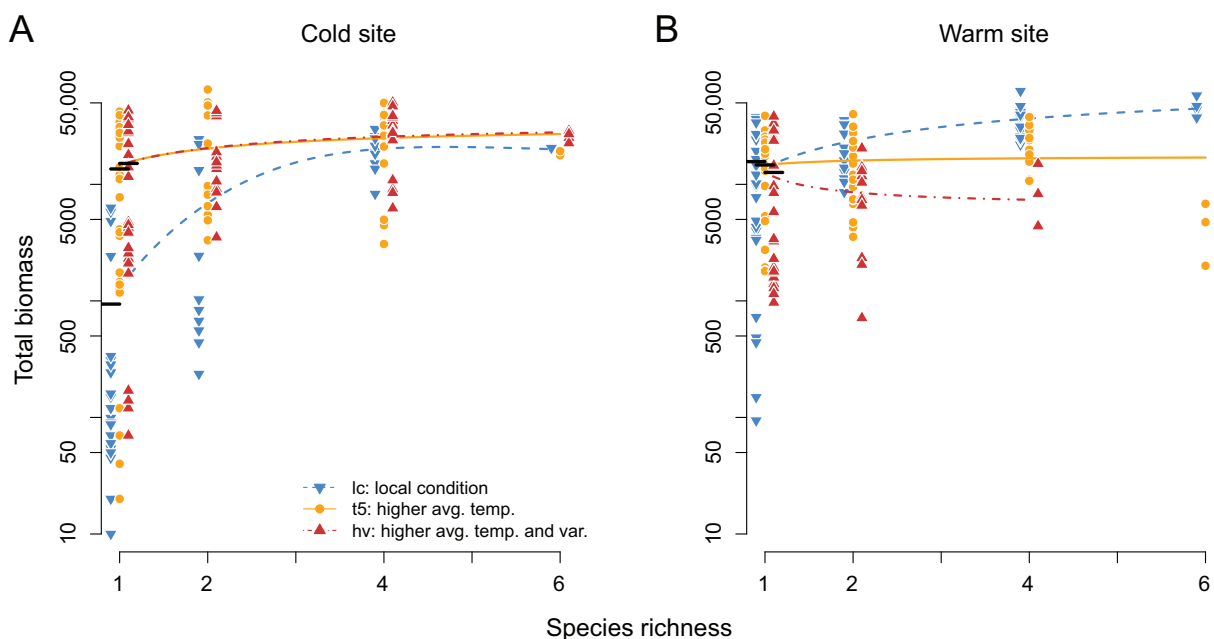 A
Cold site
B
Warm site
Total biomass
50,000
5000
500
50
10
50,000
5000
500
50
10
lc: local condition
t5: higher avg. temp.
hv: higher avg. temp. and var.
1 2 4 6
1 2 4 6
Species richness